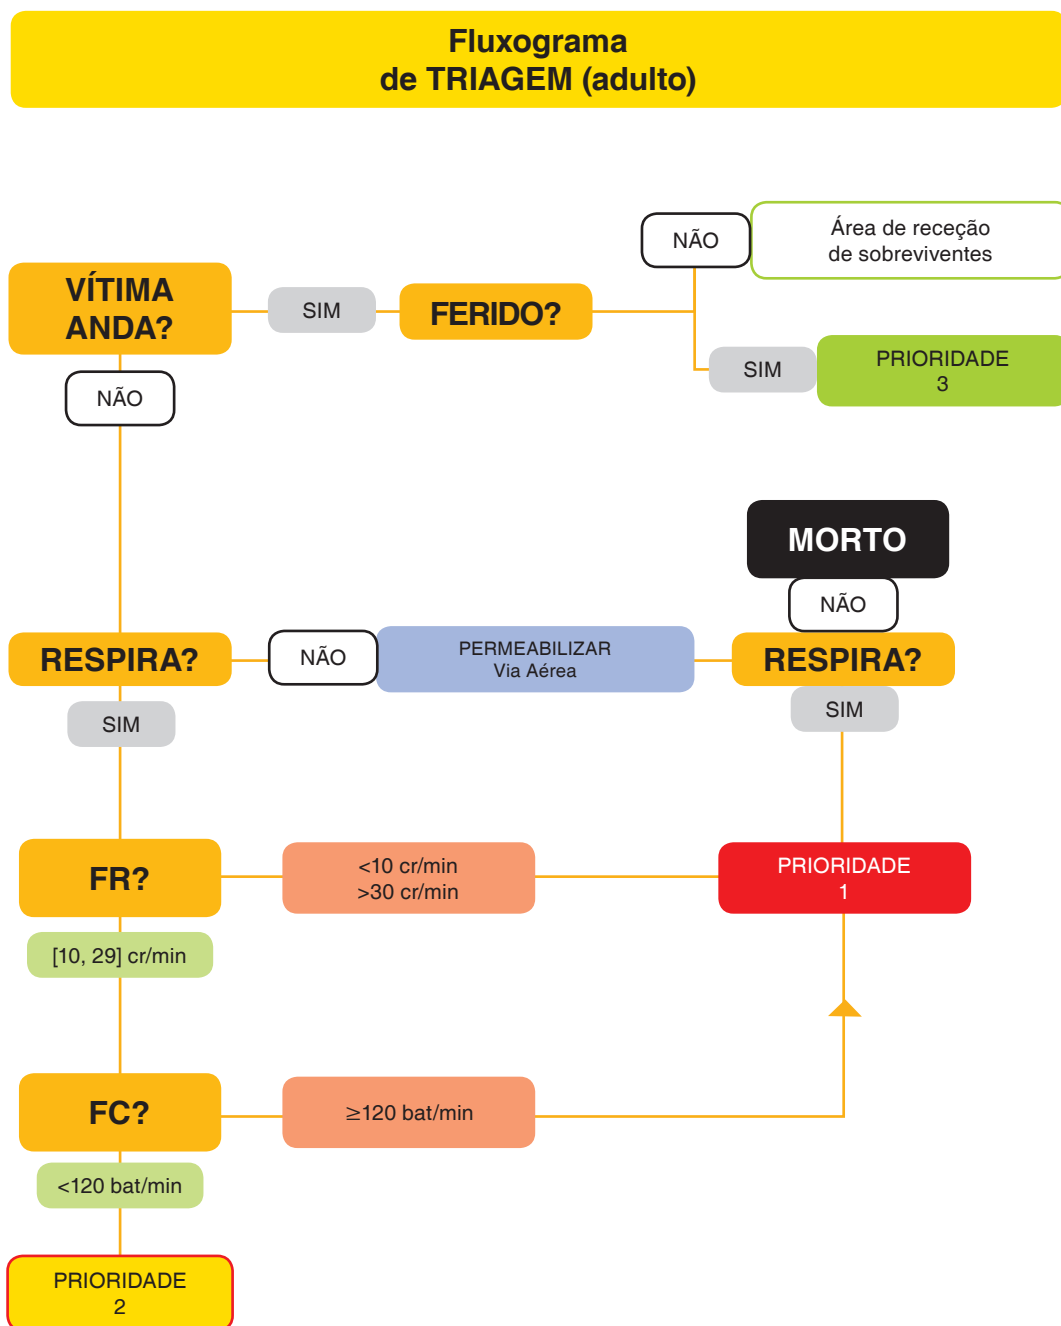 Fluxograma
de TRIAGEM (adulto)
NÃO
Área de receção
de sobreviventes
VÍTIMA
ANDA?
SIM
FERIDO?
SIM
PRIORIDADE
3
NÃO
MORTO
NÃO
RESPIRA?
NÃO
PERMEABILIZAR
Via Aérea
RESPIRA?
SIM
SIM
FR?
<10 cr/min
>30 cr/min
PRIORIDADE
1
[10, 29] cr/min
FC?
≥120 bat/min
<120 bat/min
PRIORIDADE
2